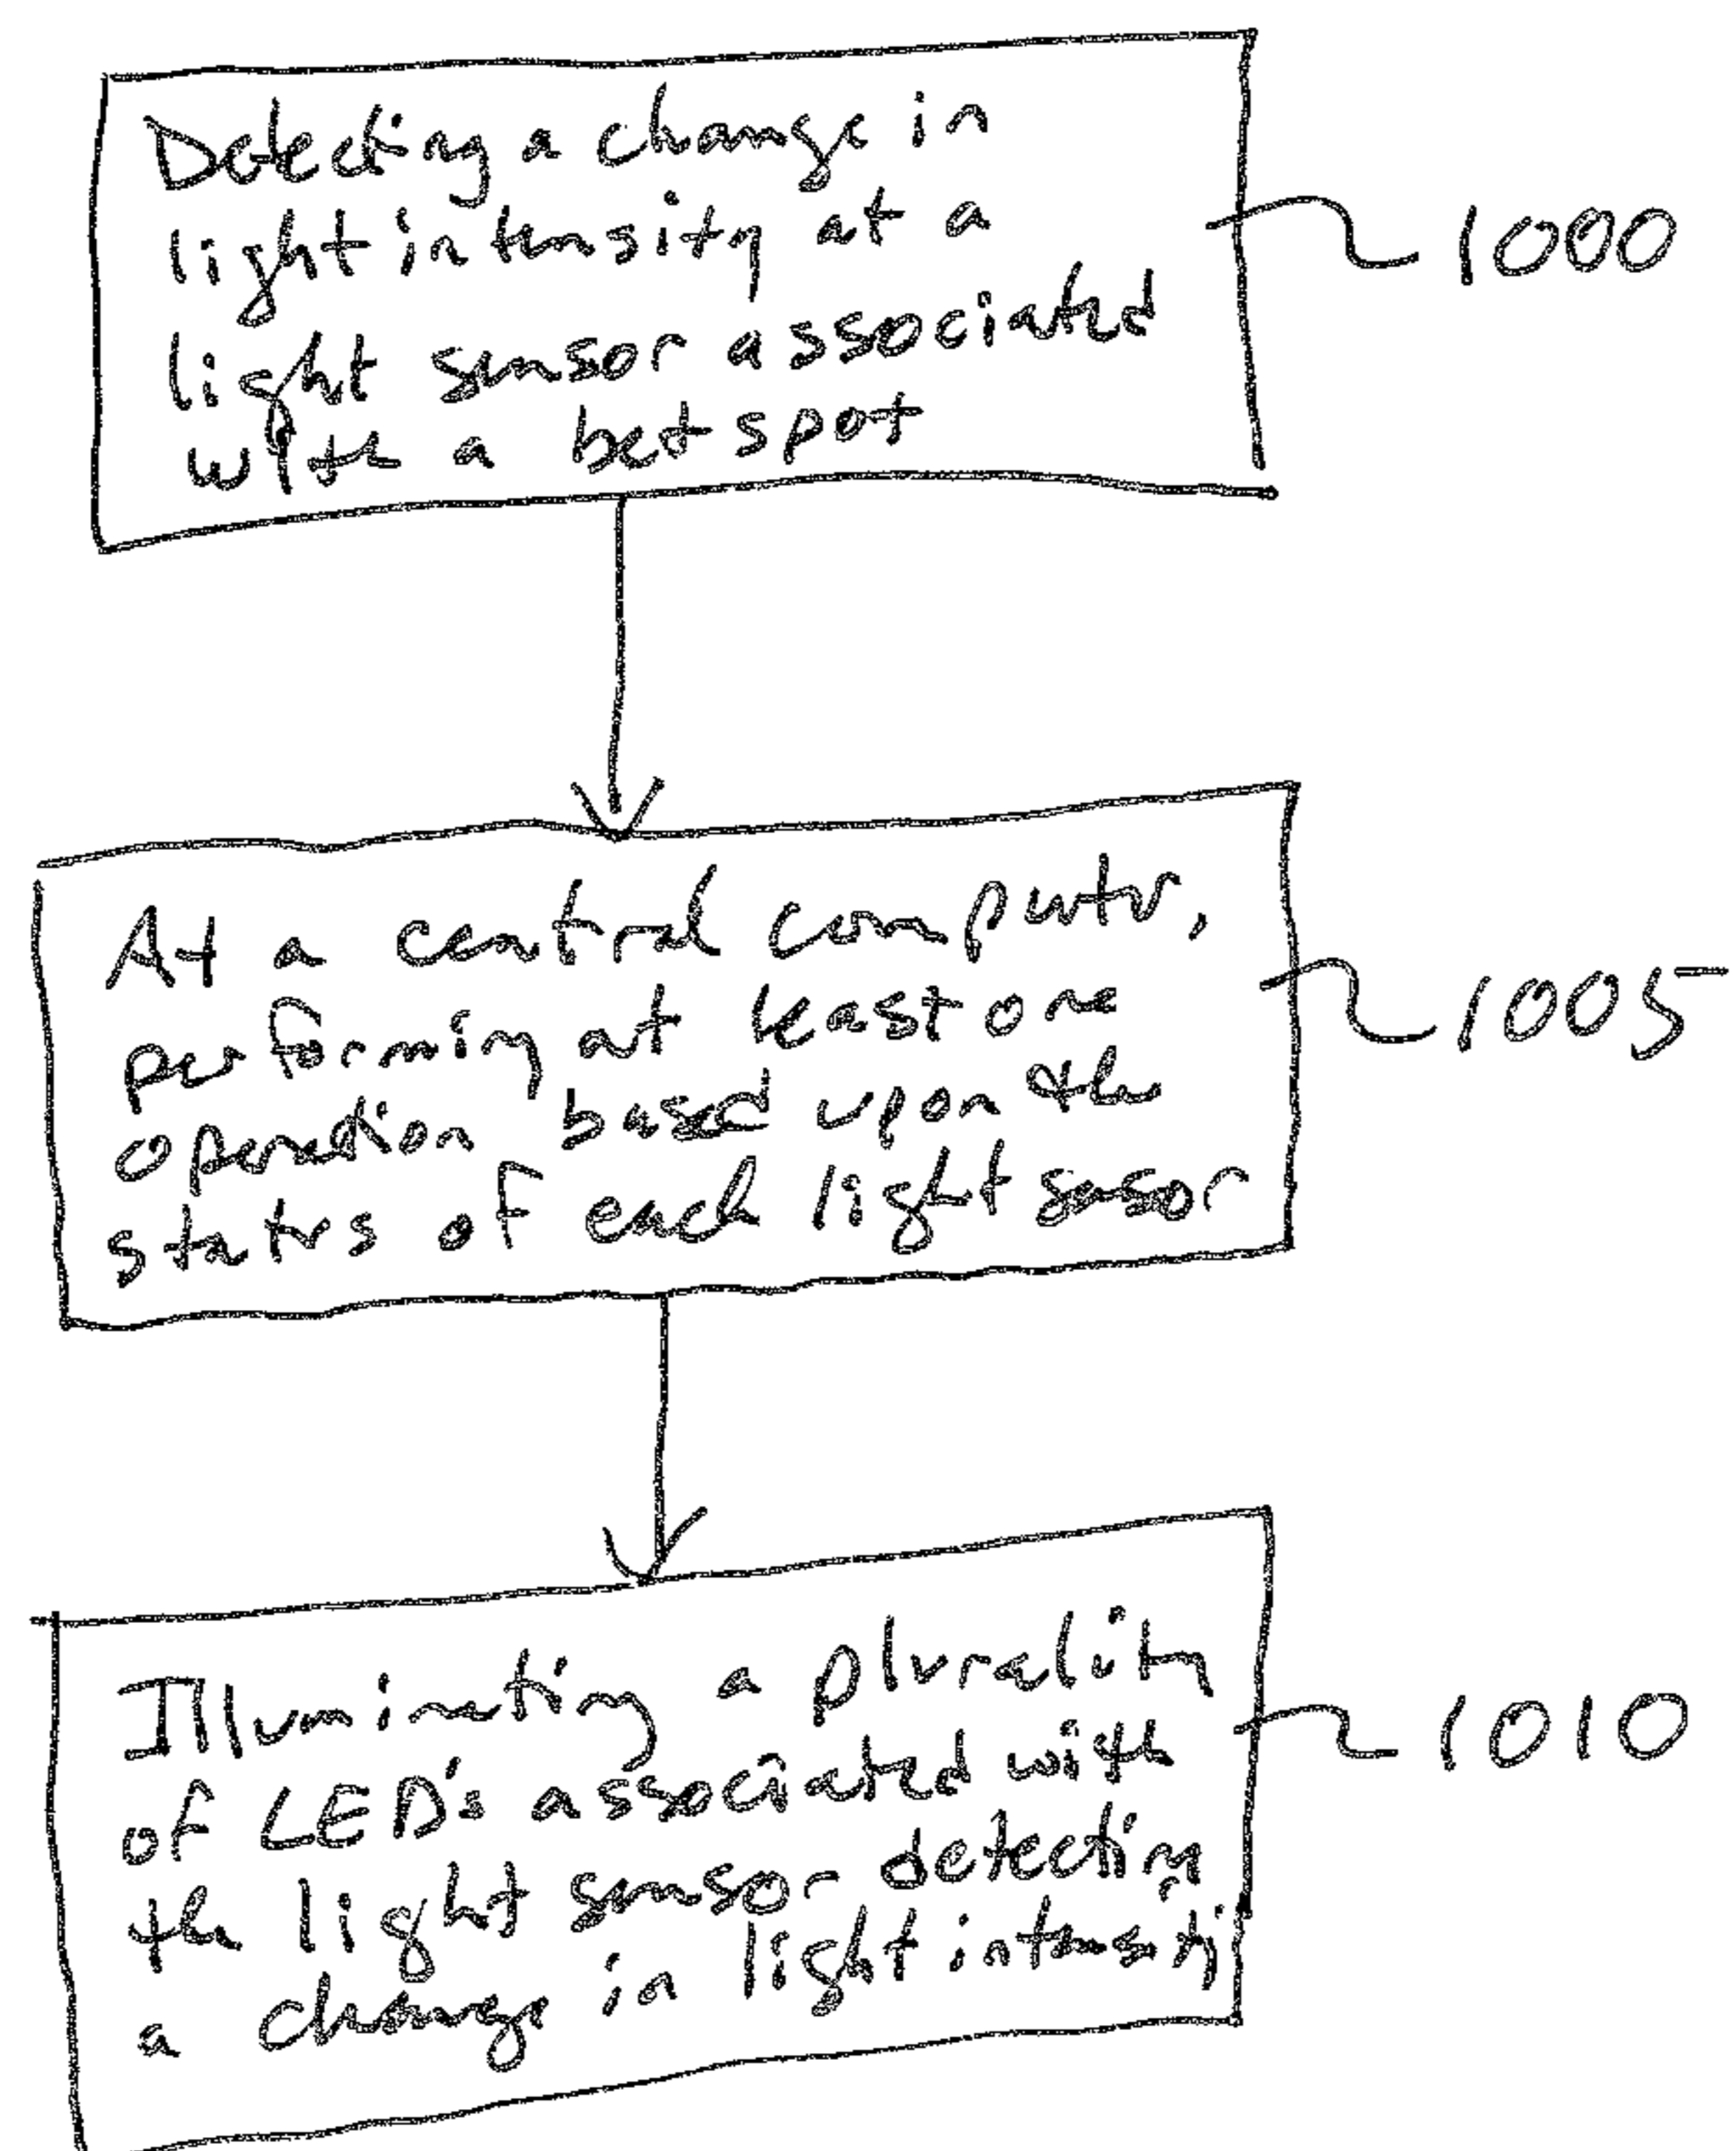 Detecting a change in
light intensity at a
light sensor associated
with a bet spot
1000
At a central computer,
performing at least one
operation based upon the
status of each light sensor
1005
Illuminating a plurality
of LED's associated with
the light sensor detecting
a change in light intensity
1010